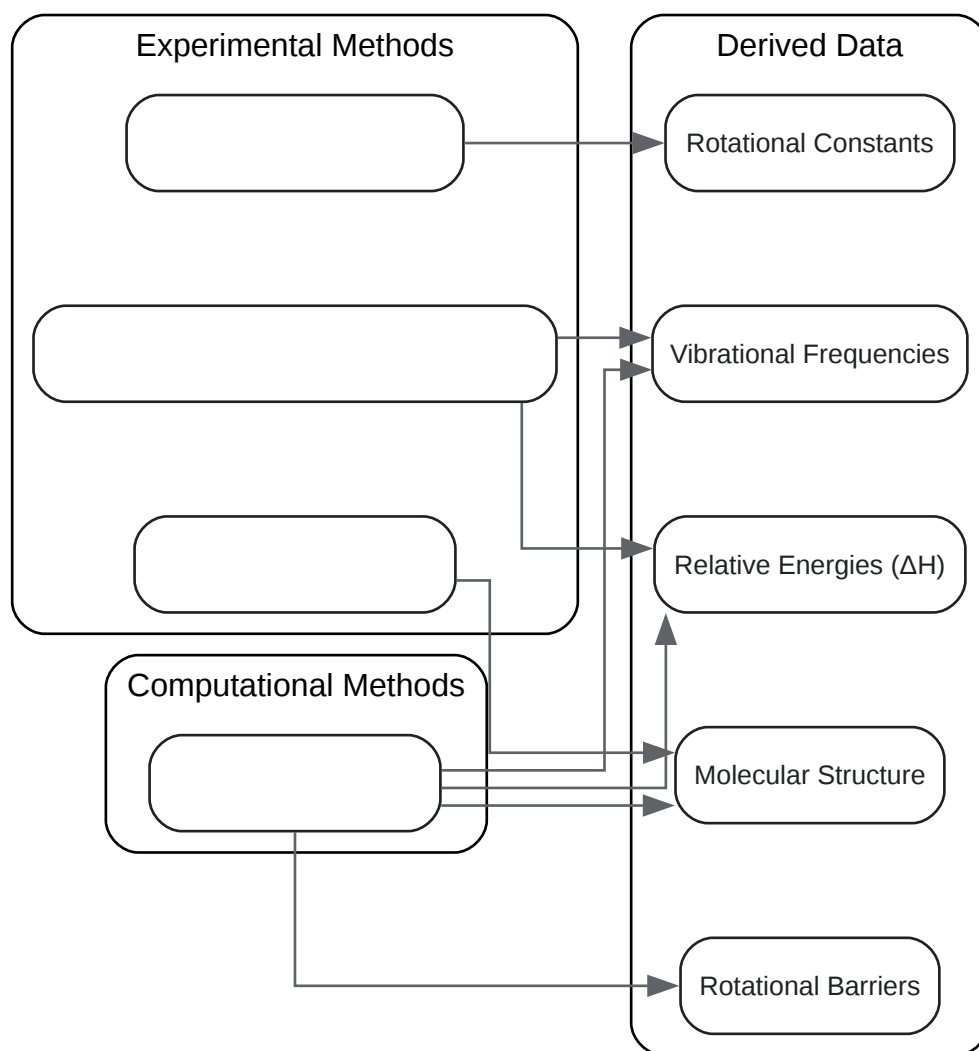 Experimental Methods
Derived Data
Rotational Constants
Vibrational Frequencies
Relative Energies (ΔH)
Computational Methods
Molecular Structure
Rotational Barriers